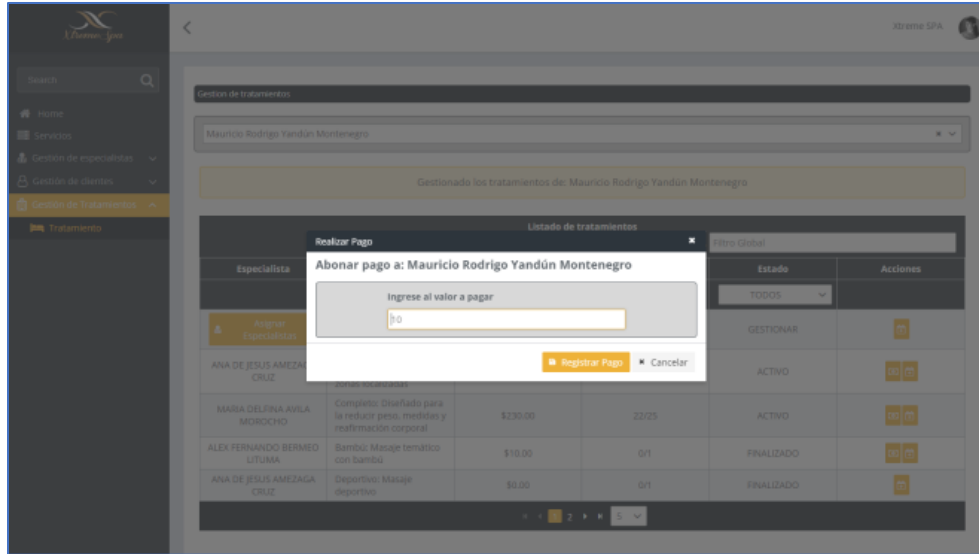 Xtreme Spa
Xtreme SPA
Search
Gestion de tratamientos
Home
Servicios
Mauricio Rodrigo Yandún Montenegro
Gestión de especialistas
Gestión de clientes
Gestionado los tratamientos de: Mauricio Rodrigo Yandún Montenegro
Gestión de Tratamientos
Tratamiento
Listado de tratamientos
Realizar Pago
Filtro Global
Abonar pago a: Mauricio Rodrigo Yandún Montenegro
Especialista
Estado
Acciones
Ingrese al valor a pagar
TODOS
10
Asignar
Especialistas
GESTIONAR
Registrar Pago
Cancelar
ANA DE JESUS AMEZA
CRUZ
zonas localizadas
ACTIVO
MARIA DELFINA AVILA
MOROCHO
Completo: Diseñado para
la reducir peso, medidas y
reafirmación corporal
$230.00
22/25
ACTIVO
ALEX FERNANDO BERMEO
LITUMA
Bambú: Masaje temático
con bambú
$10.00
0/1
FINALIZADO
ANA DE JESUS AMEZAGA
CRUZ
Deportivo: Masaje
deportivo
$0.00
0/1
FINALIZADO
1 2 5